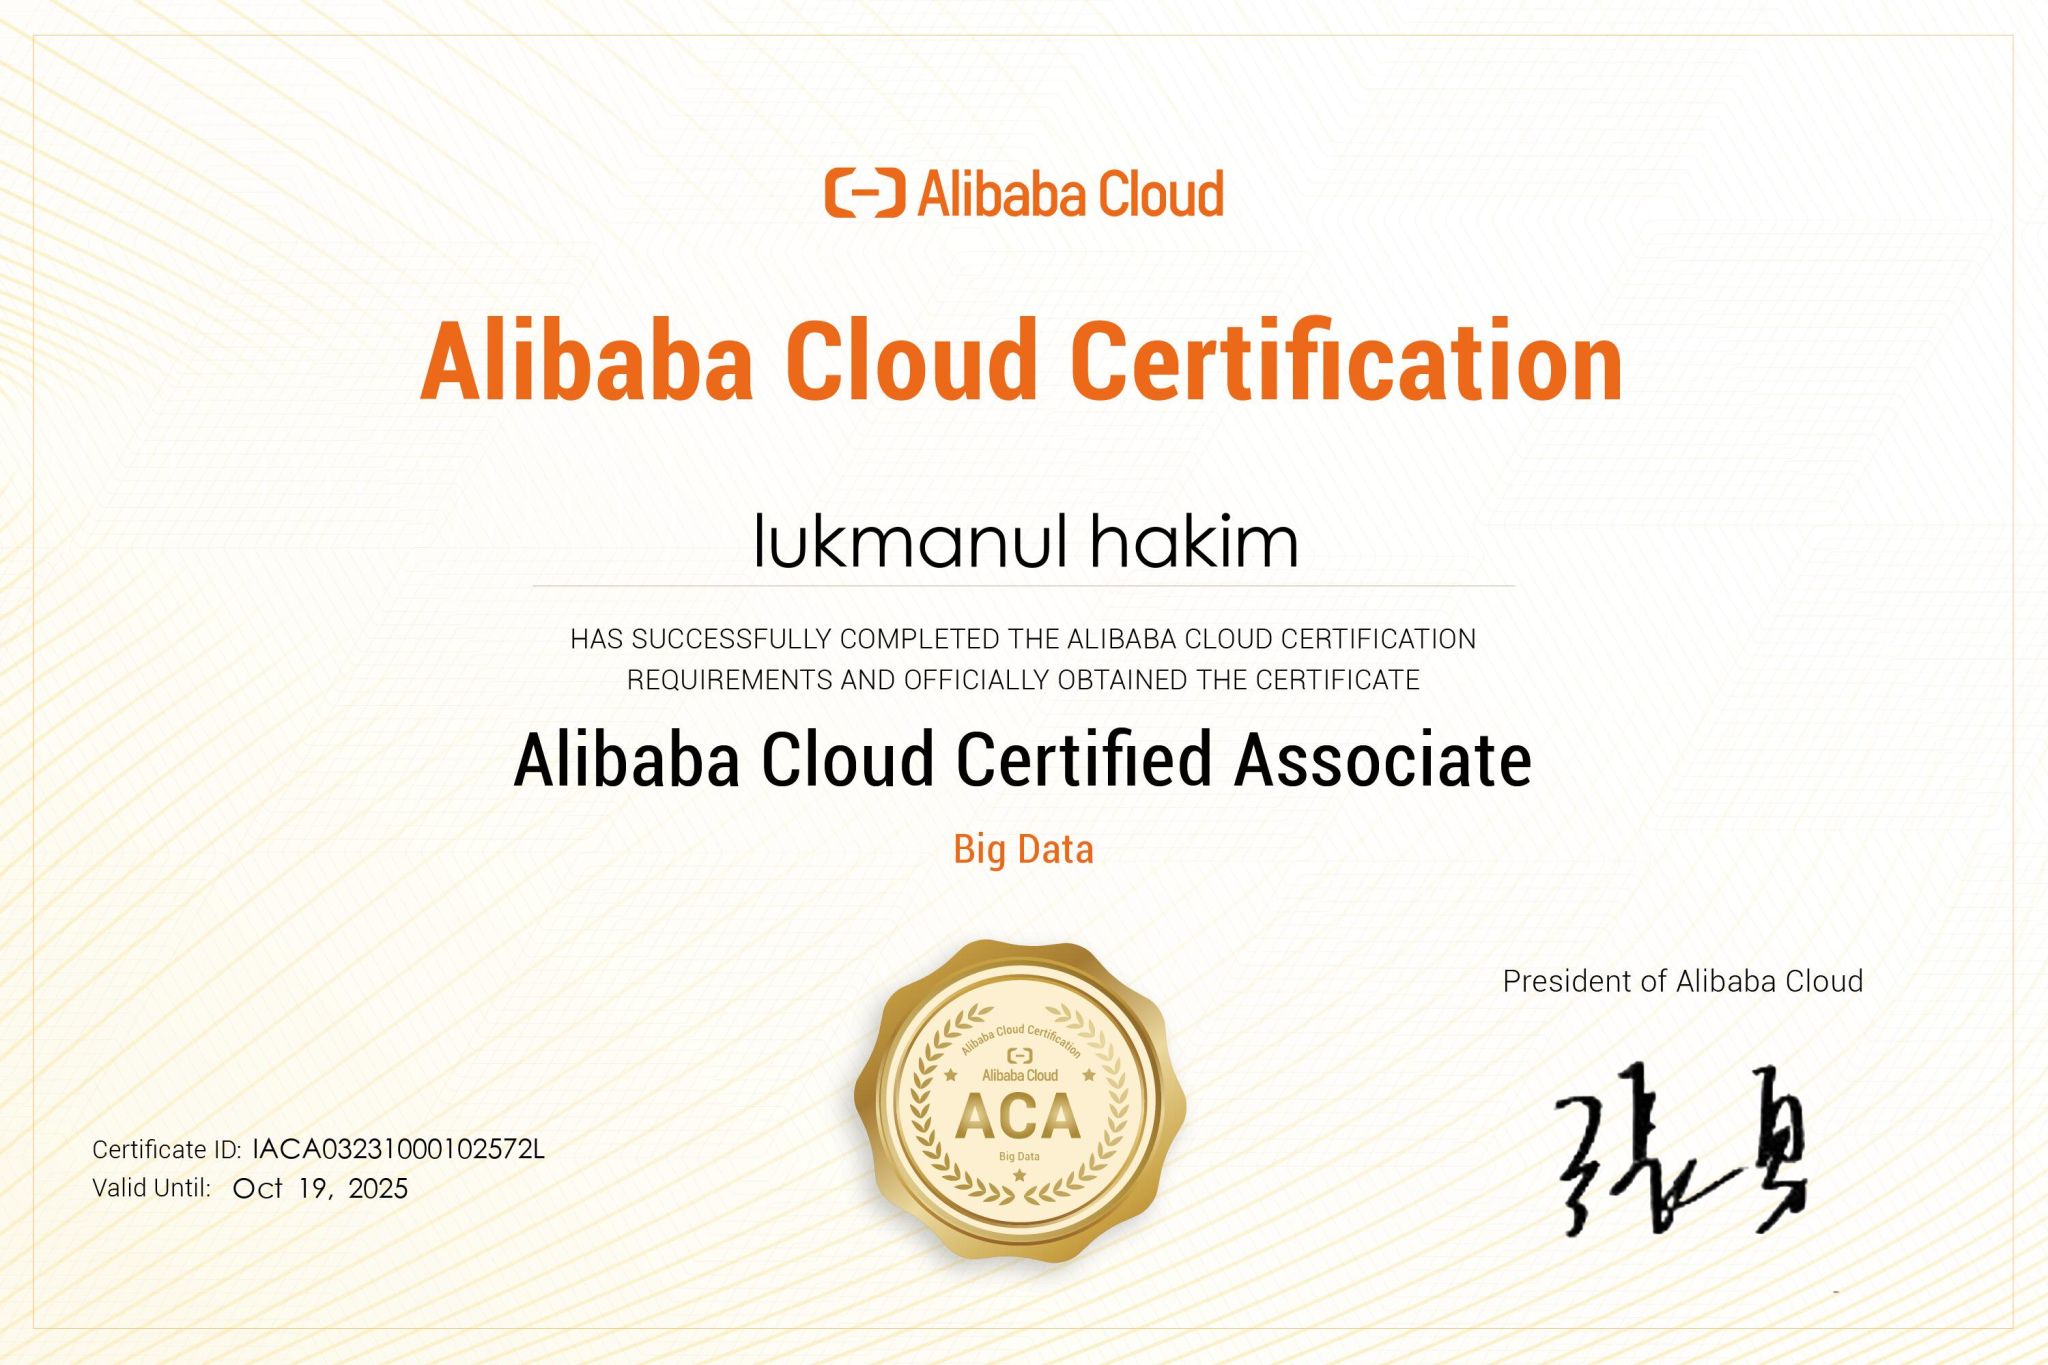 Alibaba Cloud
Alibaba Cloud Certification
lukmanul hakim
HAS SUCCESSFULLY COMPLETED THE ALIBABA CLOUD CERTIFICATION
REQUIREMENTS AND OFFICIALLY OBTAINED THE CERTIFICATE
Alibaba Cloud Certified Associate
Big Data
Alibaba Cloud Certification
Alibaba Cloud
ACA
Big Data
President of Alibaba Cloud
张勇
Certificate ID: IACA03231000102572L
Valid Until: Oct 19, 2025